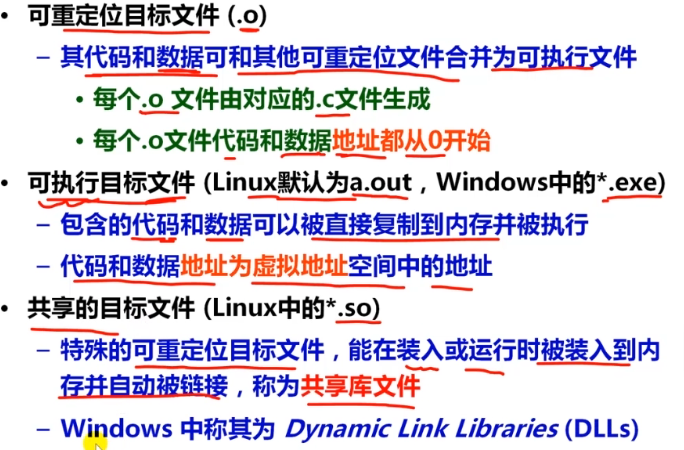 • 可重定位目标文件 (.o)
– 其代码和数据可和其他可重定位文件合并为可执行文件
• 每个.o 文件由对应的.c文件生成
• 每个.o文件代码和数据地址都从0开始
• 可执行目标文件 (Linux默认为a.out，Windows中的*.exe)
– 包含的代码和数据可以被直接复制到内存并被执行
– 代码和数据地址为虚拟地址空间中的地址
• 共享的目标文件 (Linux中的*.so)
– 特殊的可重定位目标文件，能在装入或运行时被装入到内
存并自动被链接，称为共享库文件
– Windows 中称其为 Dynamic Link Libraries (DLLs)